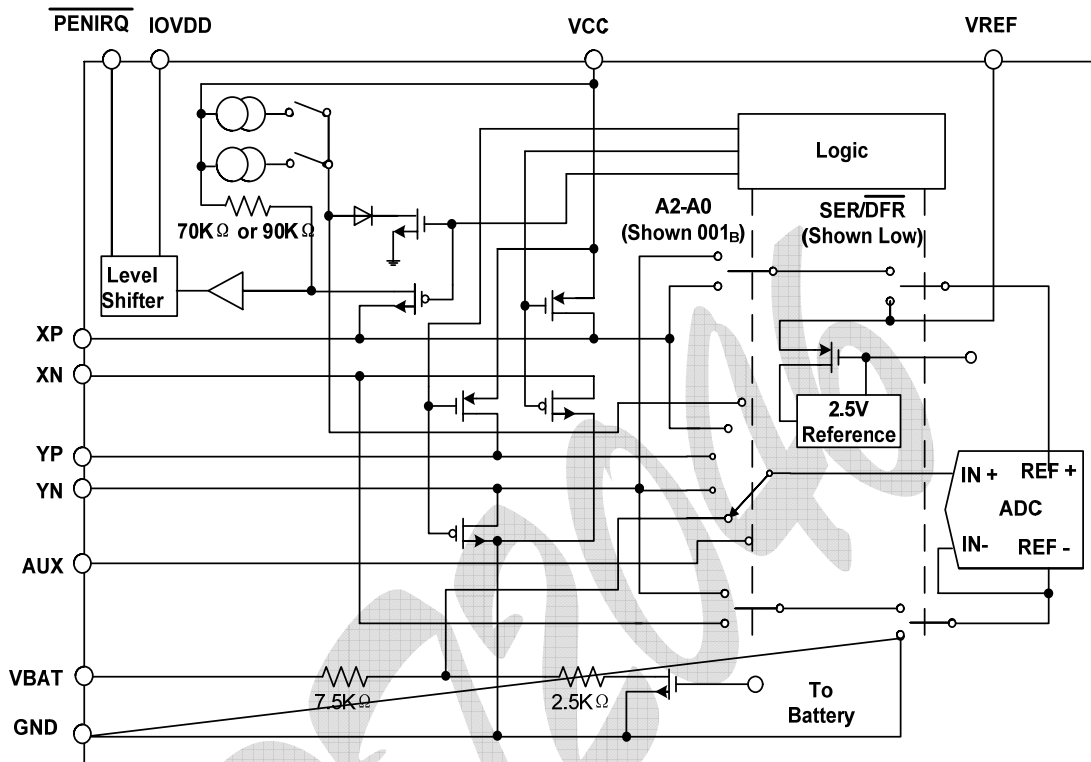 PENIRQ IOVDD VCC VREF
Logic
70KΩ or 90KΩ
A2-A0
(Shown 001B)
SER/DFR
(Shown Low)
Level
Shifter
XP
XN
2.5V
Reference
YP
YN
IN + REF +
ADC
IN- REF -
AUX
VBAT
7.5KΩ
2.5KΩ
To
Battery
GND
2046